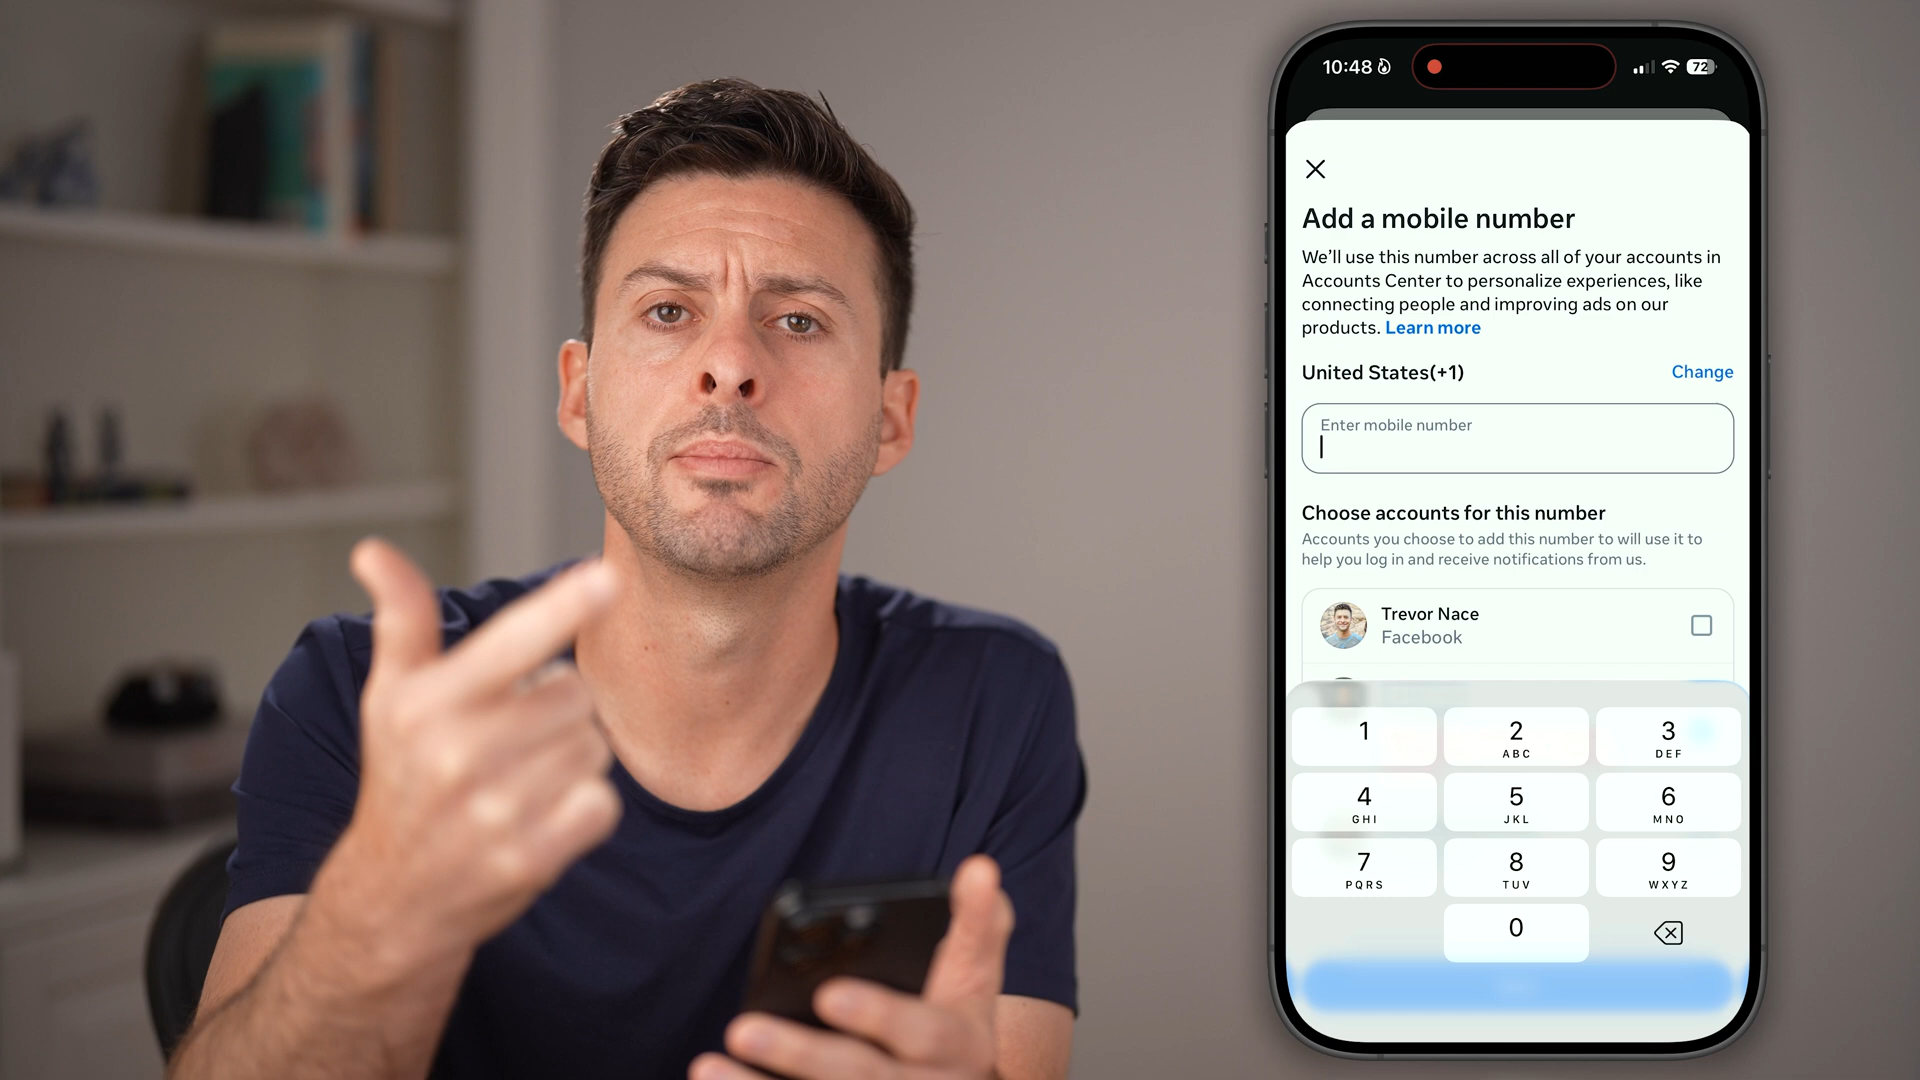 10:48
72
Add a mobile number
We’ll use this number across all of your accounts in
Accounts Center to personalize experiences, like
connecting people and improving ads on our
products. Learn more
United States(+1) Change
Enter mobile number
Choose accounts for this number
Accounts you choose to add this number to will use it to
help you log in and receive notifications from us.
Trevor Nace
Facebook
1 2 3
ABC DEF
4 5 6
GHI JKL MNO
7 8 9
PQRS TUV WXYZ
0